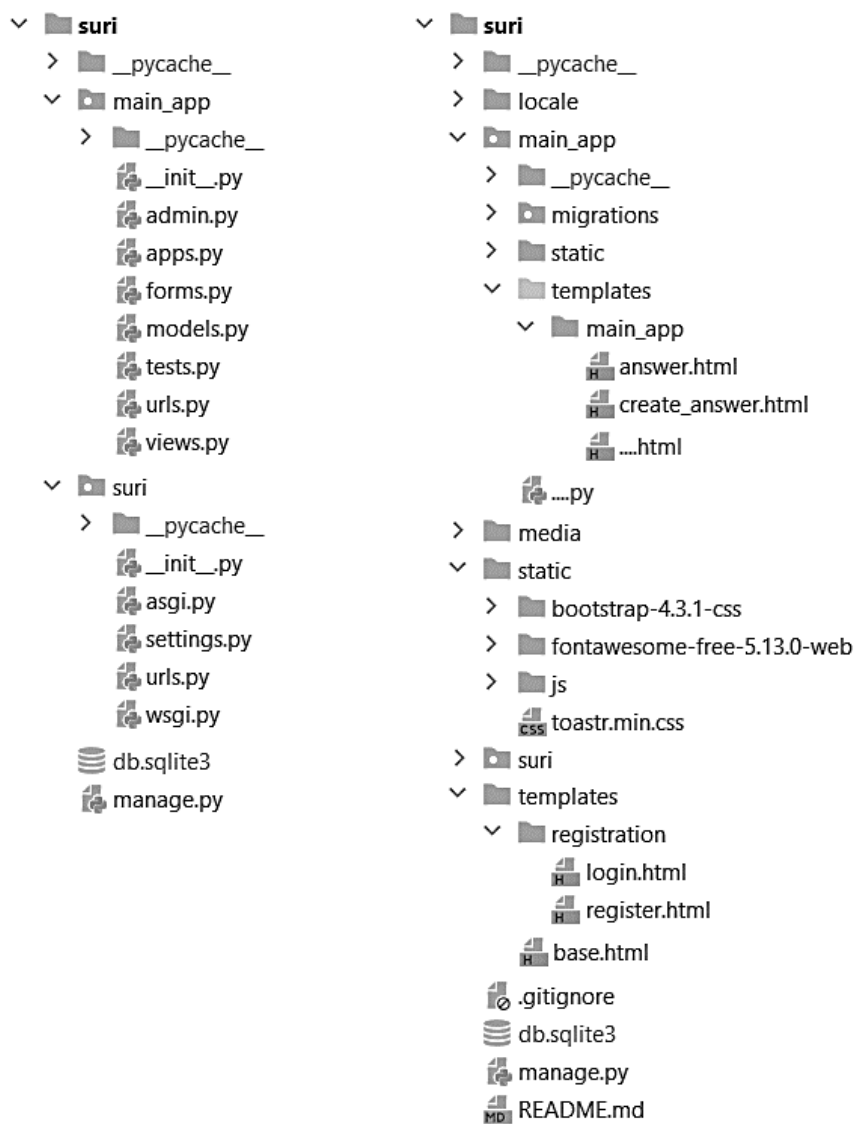 suri
__pycache__
main_app
__pycache__
__init__.py
admin.py
apps.py
forms.py
models.py
tests.py
urls.py
views.py
suri
__pycache__
__init__.py
asgi.py
settings.py
urls.py
wsgi.py
db.sqlite3
manage.py
suri
__pycache__
locale
main_app
__pycache__
migrations
static
templates
main_app
answer.html
create_answer.html
....html
....py
media
static
bootstrap-4.3.1-css
fontawesome-free-5.13.0-web
js
toastr.min.css
suri
templates
registration
login.html
register.html
base.html
.gitignore
db.sqlite3
manage.py
README.md